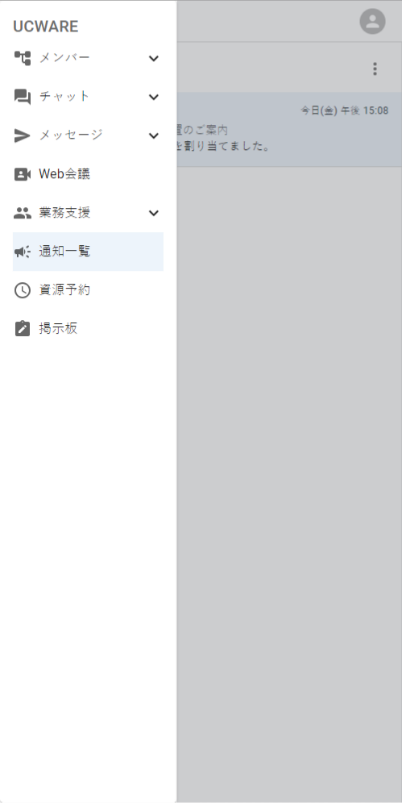 UCWARE
メンバー
チャット
今日(金) 午後 15:08
のご案内
を割り当てました。
メッセージ
Web会議
業務支援
通知一覧
資源予約
掲示板